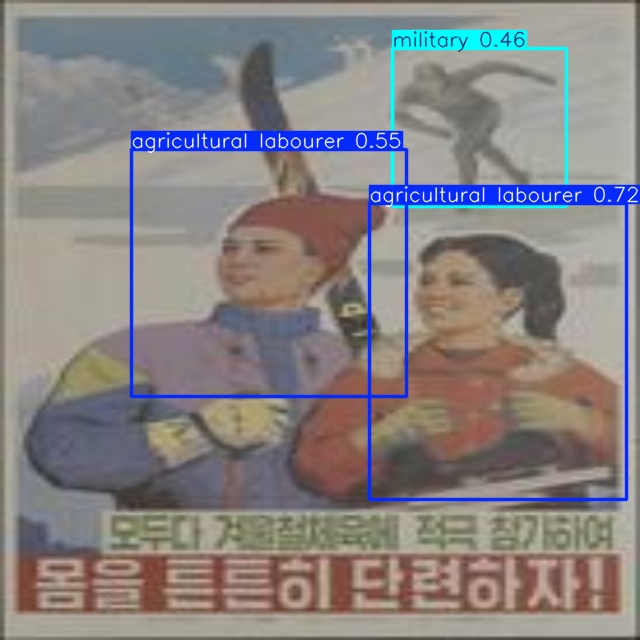 military 0.46
agricultural labourer 0.55
agricultural labourer 0.72
모두다 겨울철체육에 적극 참가하여
몸을 튼튼히 단련하자!